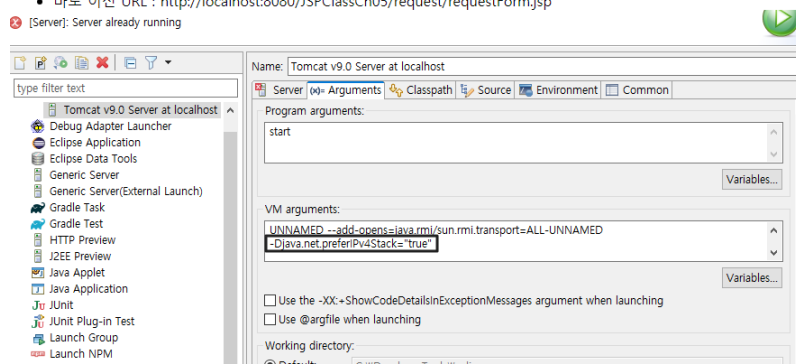 바로 이전 URL : http://localhost:8080/JSPClassCh05/request/requestForm.jsp
[Server]: Server already running
Name: Tomcat v9.0 Server at localhost
type filter text
Server (x)= Arguments Classpath Source Environment Common
Tomcat v9.0 Server at localhost
Debug Adapter Launcher
Eclipse Application
Eclipse Data Tools
Generic Server
Generic Server(External Launch)
Gradle Task
Gradle Test
HTTP Preview
J2EE Preview
Java Applet
Java Application
Ju JUnit
JUnit Plug-in Test
Launch Group
Launch NPM
Program arguments:
start
Variables...
VM arguments:
UNNAMED --add-opens=java.rmi/sun.rmi.transport=ALL-UNNAMED
-Djava.net.preferIPv4Stack="true"
Variables...
Use the -XX:+ShowCodeDetailsInExceptionMessages argument when launching
Use @argfile when launching
Working directory:
Default: